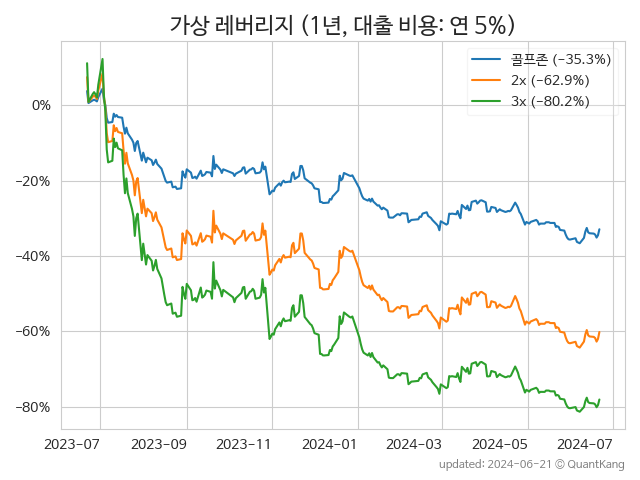 가상 레버리지 (1년, 대출 비용: 연 5%)
골프존 (−35.3%)
2x (−62.9%)
3x (−80.2%)
0%
−20%
−40%
−60%
−80%
2023-07 2023-09 2023-11 2024-01 2024-03 2024-05 2024-07
updated: 2024-06-21 © QuantKang